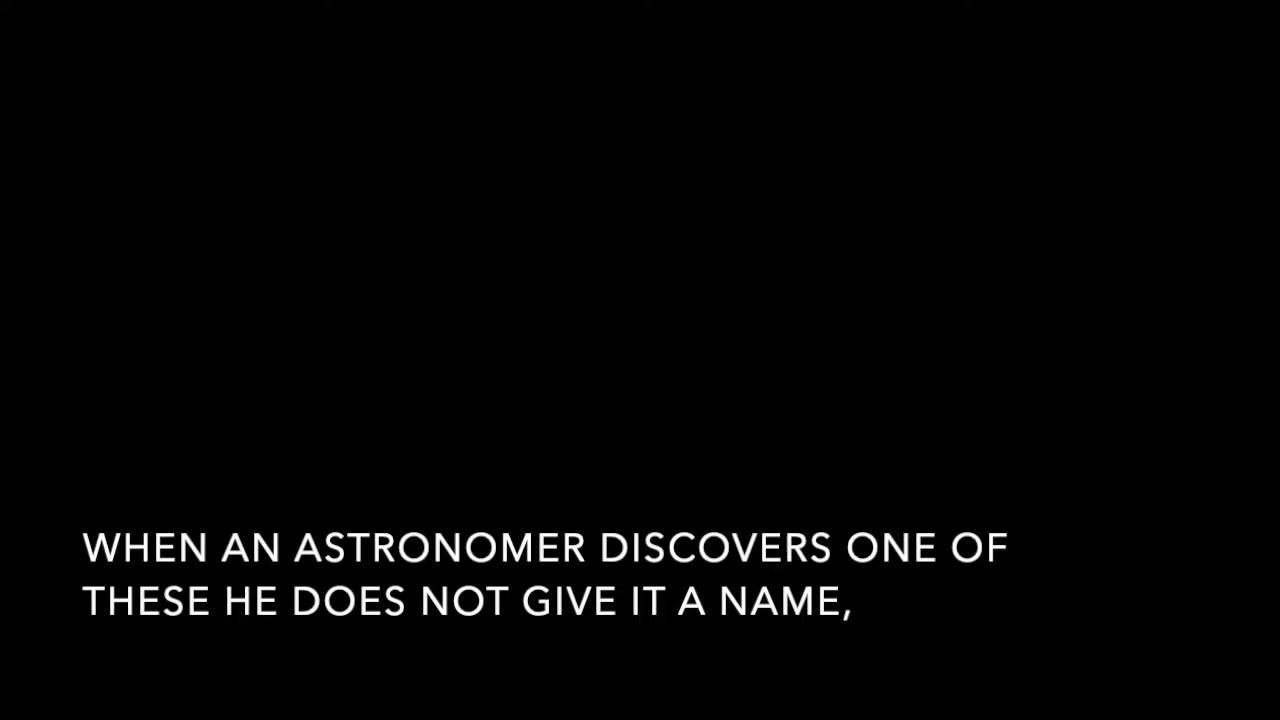 WHEN AN ASTRONOMER DISCOVERS ONE OF
THESE HE DOES NOT GIVE IT A NAME,